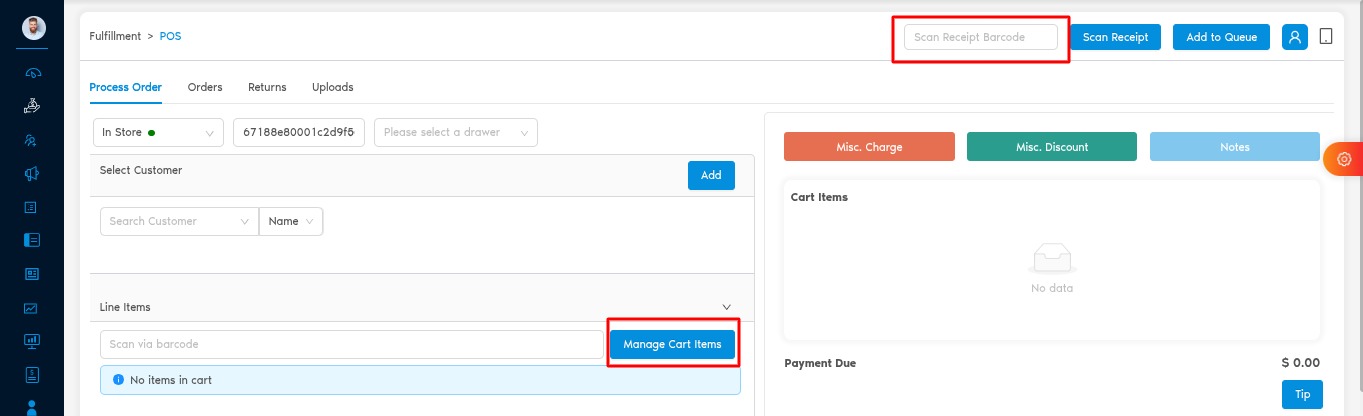 Fulfillment > POS
Scan Receipt Barcode
Scan Receipt
Add to Queue
Process Order
Orders
Returns
Uploads
In Store
67188e80001c2d9f5
Please select a drawer
Misc. Charge
Misc. Discount
Notes
Select Customer
Add
Cart Items
Search Customer
Name
No data
Line Items
Scan via barcode
Manage Cart Items
Payment Due
$ 0.00
No items in cart
Tip